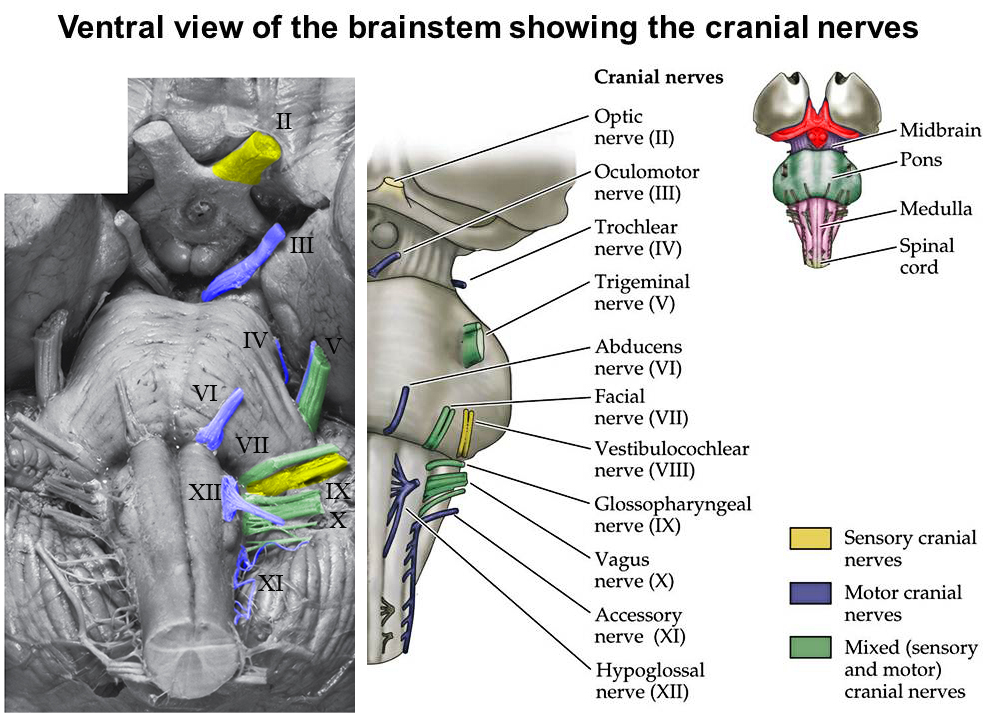 Ventral view of the brainstem showing the cranial nerves
II
III
IV
V
VI
VII
XII
IX
X
XI
Cranial nerves
Optic
nerve (II)
Oculomotor
nerve (III)
Trochlear
nerve (IV)
Trigeminal
nerve (V)
Abducens
nerve (VI)
Facial
nerve (VII)
Vestibulocochlear
nerve (VIII)
Glossopharyngeal
nerve (IX)
Vagus
nerve (X)
Accessory
nerve (XI)
Hypoglossal
nerve (XII)
Midbrain
Pons
Medulla
Spinal
cord
Sensory cranial
nerves
Motor cranial
nerves
Mixed (sensory
and motor)
cranial nerves